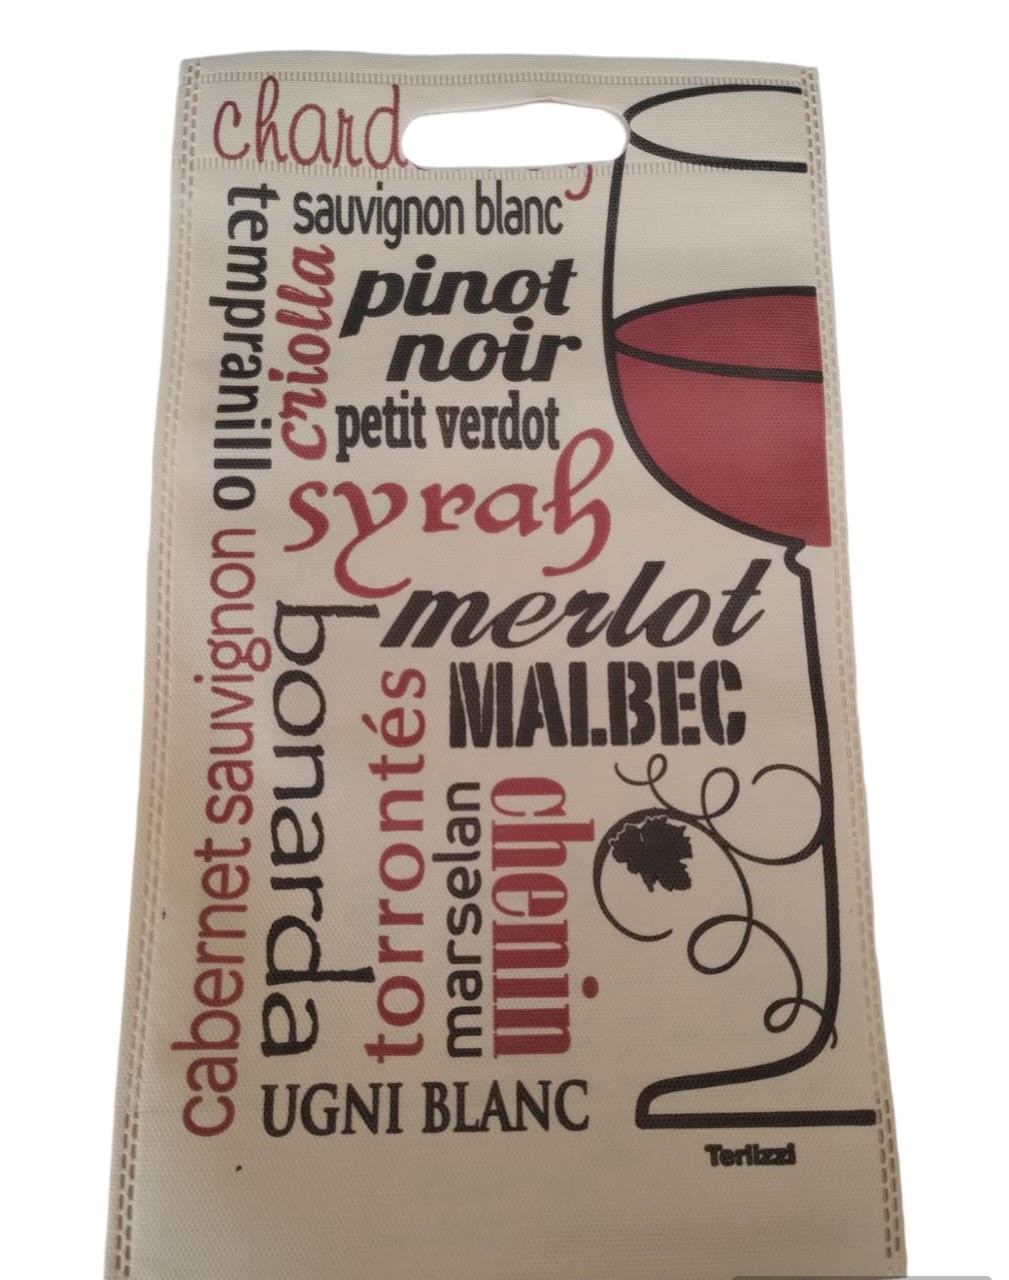 chard
sauvignon blanc
tempranillo
criolla
pinot
noir
petit verdot
syrah
merlot
cabernet sauvignon
bonarda
MALBEC
torrontés
marselan
chenin
UGNI BLANC
Terlizzi